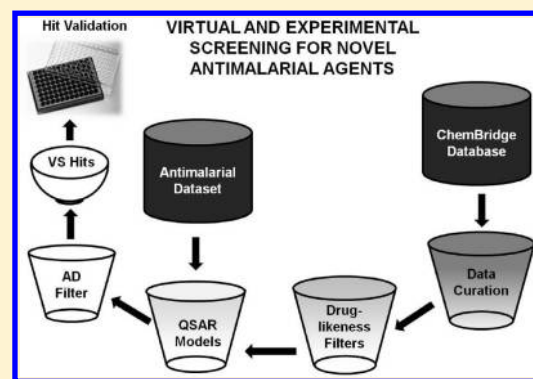 Hit Validation
VIRTUAL AND EXPERIMENTAL
SCREENING FOR NOVEL
ANTIMALARIAL AGENTS
ChemBridge
Database
Antimalarial
Dataset
VS Hits
AD
Filter
QSAR
Models
Drug-
likeness
Filters
Data
Curation